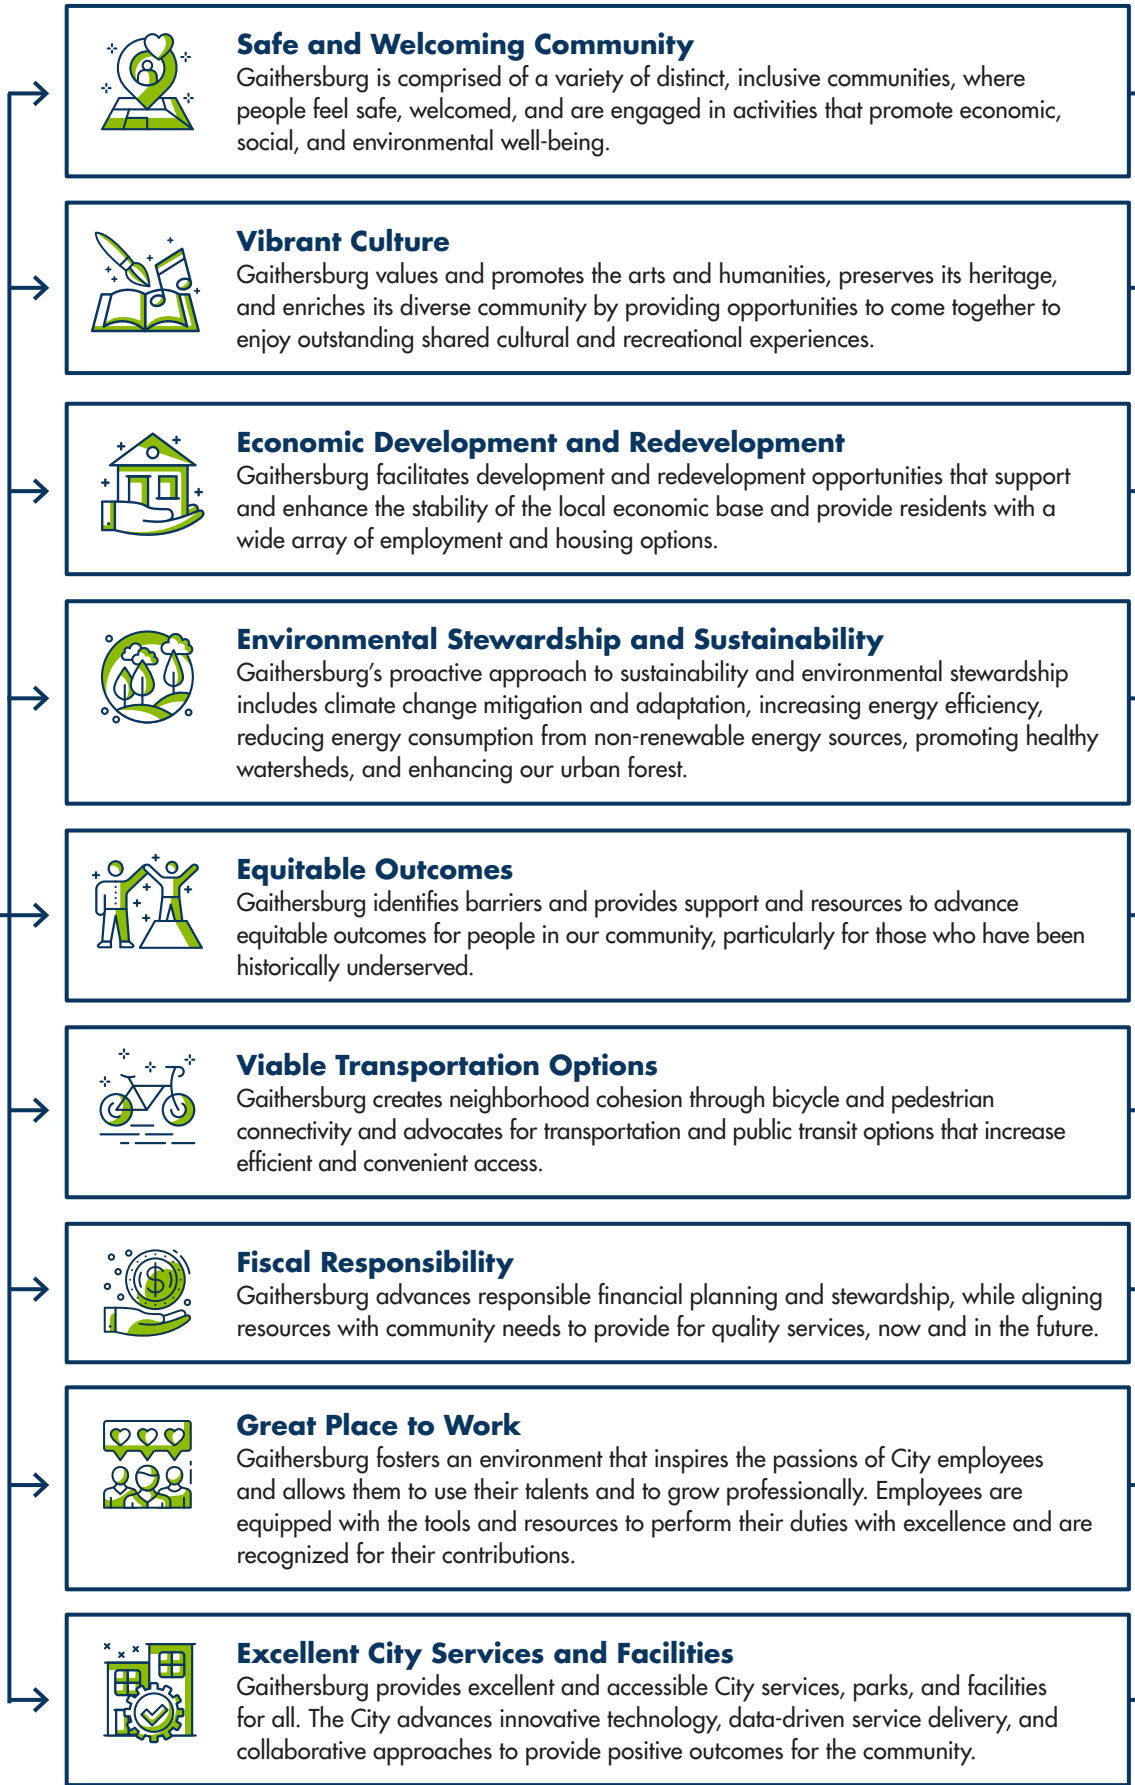 Safe and Welcoming Community
Gaithersburg is comprised of a variety of distinct, inclusive communities, where
people feel safe, welcomed, and are engaged in activities that promote economic,
social, and environmental well-being.
Vibrant Culture
Gaithersburg values and promotes the arts and humanities, preserves its heritage,
and enriches its diverse community by providing opportunities to come together to
enjoy outstanding shared cultural and recreational experiences.
Economic Development and Redevelopment
Gaithersburg facilitates development and redevelopment opportunities that support
and enhance the stability of the local economic base and provide residents with a
wide array of employment and housing options.
Environmental Stewardship and Sustainability
Gaithersburg’s proactive approach to sustainability and environmental stewardship
includes climate change mitigation and adaptation, increasing energy efficiency,
reducing energy consumption from non-renewable energy sources, promoting healthy
watersheds, and enhancing our urban forest.
Equitable Outcomes
Gaithersburg identifies barriers and provides support and resources to advance
equitable outcomes for people in our community, particularly for those who have been
historically underserved.
Viable Transportation Options
Gaithersburg creates neighborhood cohesion through bicycle and pedestrian
connectivity and advocates for transportation and public transit options that increase
efficient and convenient access.
$
Fiscal Responsibility
Gaithersburg advances responsible financial planning and stewardship, while aligning
resources with community needs to provide for quality services, now and in the future.
Great Place to Work
Gaithersburg fosters an environment that inspires the passions of City employees
and allows them to use their talents and to grow professionally. Employees are
equipped with the tools and resources to perform their duties with excellence and are
recognized for their contributions.
Excellent City Services and Facilities
Gaithersburg provides excellent and accessible City services, parks, and facilities
for all. The City advances innovative technology, data-driven service delivery, and
collaborative approaches to provide positive outcomes for the community.